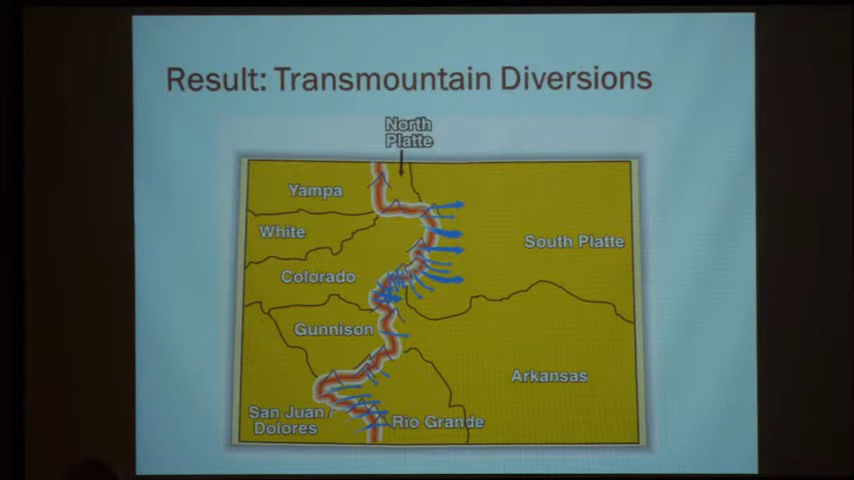 Result: Transmountain Diversions
North
Platte
Yampa
White
South Platte
Colorado
Gunnison
Arkansas
San Juan /
Dolores
Rio Grande